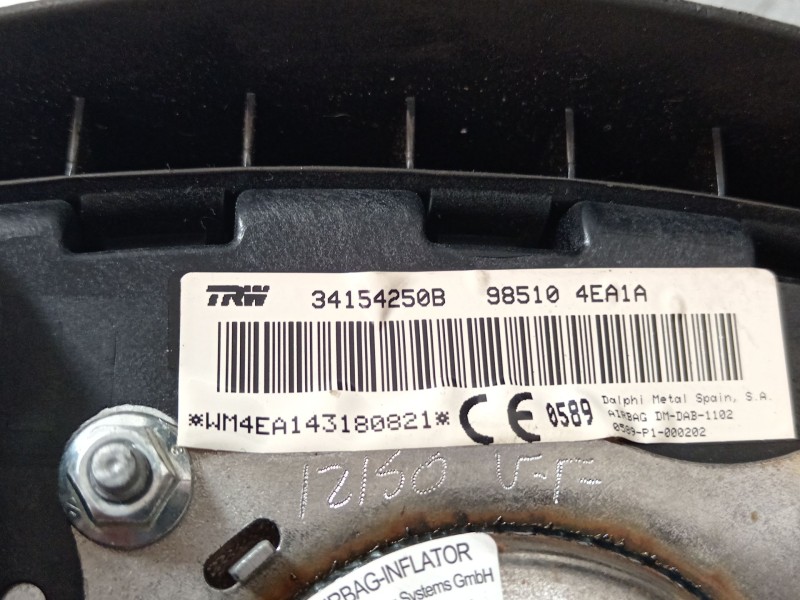 TRW 34154250B 98510 4EA1A
*WM4EA143180821*
CE 0589
Dalphi Metal Spain, S.A.
AIRBAG DM-DAB-1102
0589-P1-000202
12150 V-F
AIRBAG-INFLATOR
Systems GmbH